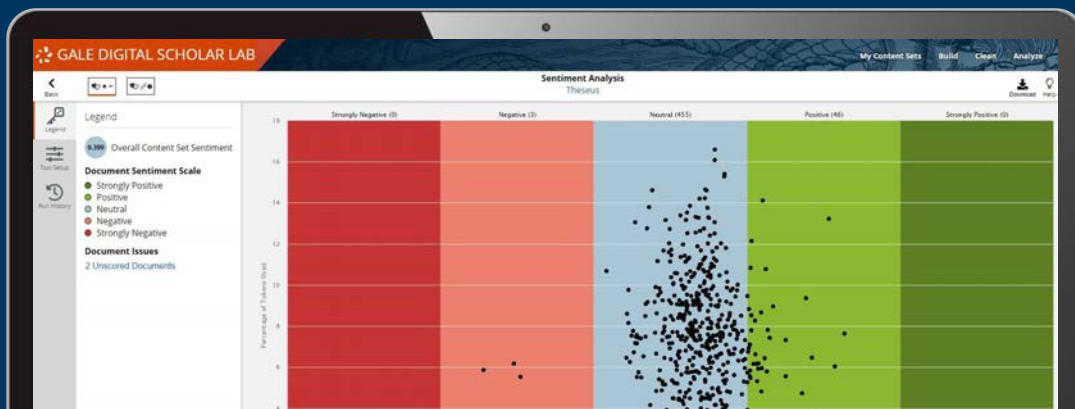 GALE DIGITAL SCHOLAR LAB
My Content Sets Build Clean Analyze
Back
Sentiment Analysis
Theseus
Download Help
Legend
Tool Setup
Run History
Legend
0.399 Overall Content Set Sentiment
Document Sentiment Scale
Strongly Positive
Positive
Neutral
Negative
Strongly Negative
Document Issues
2 Unscored Documents
Strongly Negative (0) Negative (3) Neutral (455) Positive (46) Strongly Positive (0)
Percentage of Tokens Used
18
16
14
12
10
8
6
4